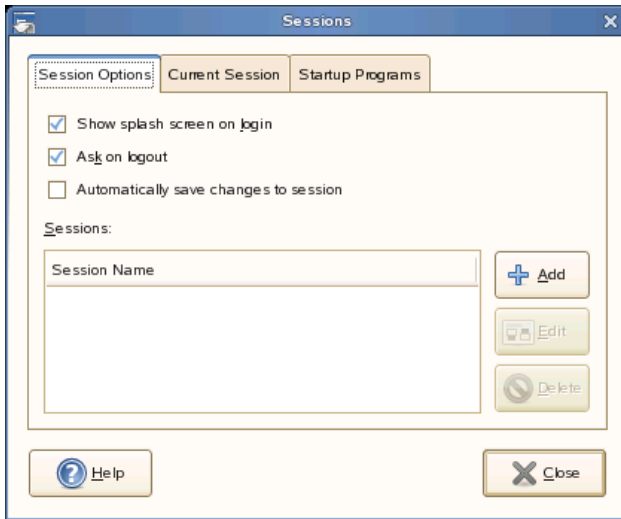 Sessions
Session Options
Current Session
Startup Programs
Show splash screen on login
Ask on logout
Automatically save changes to session
Sessions:
Session Name
Add
Edit
Delete
Help
Close